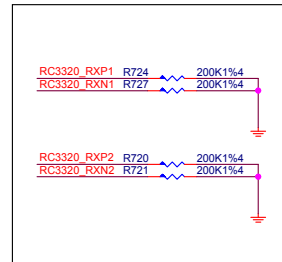 RC3320_RXP1 R724 200K1%4
RC3320_RXN1 R727 200K1%4
RC3320_RXP2 R720 200K1%4
RC3320_RXN2 R721 200K1%4